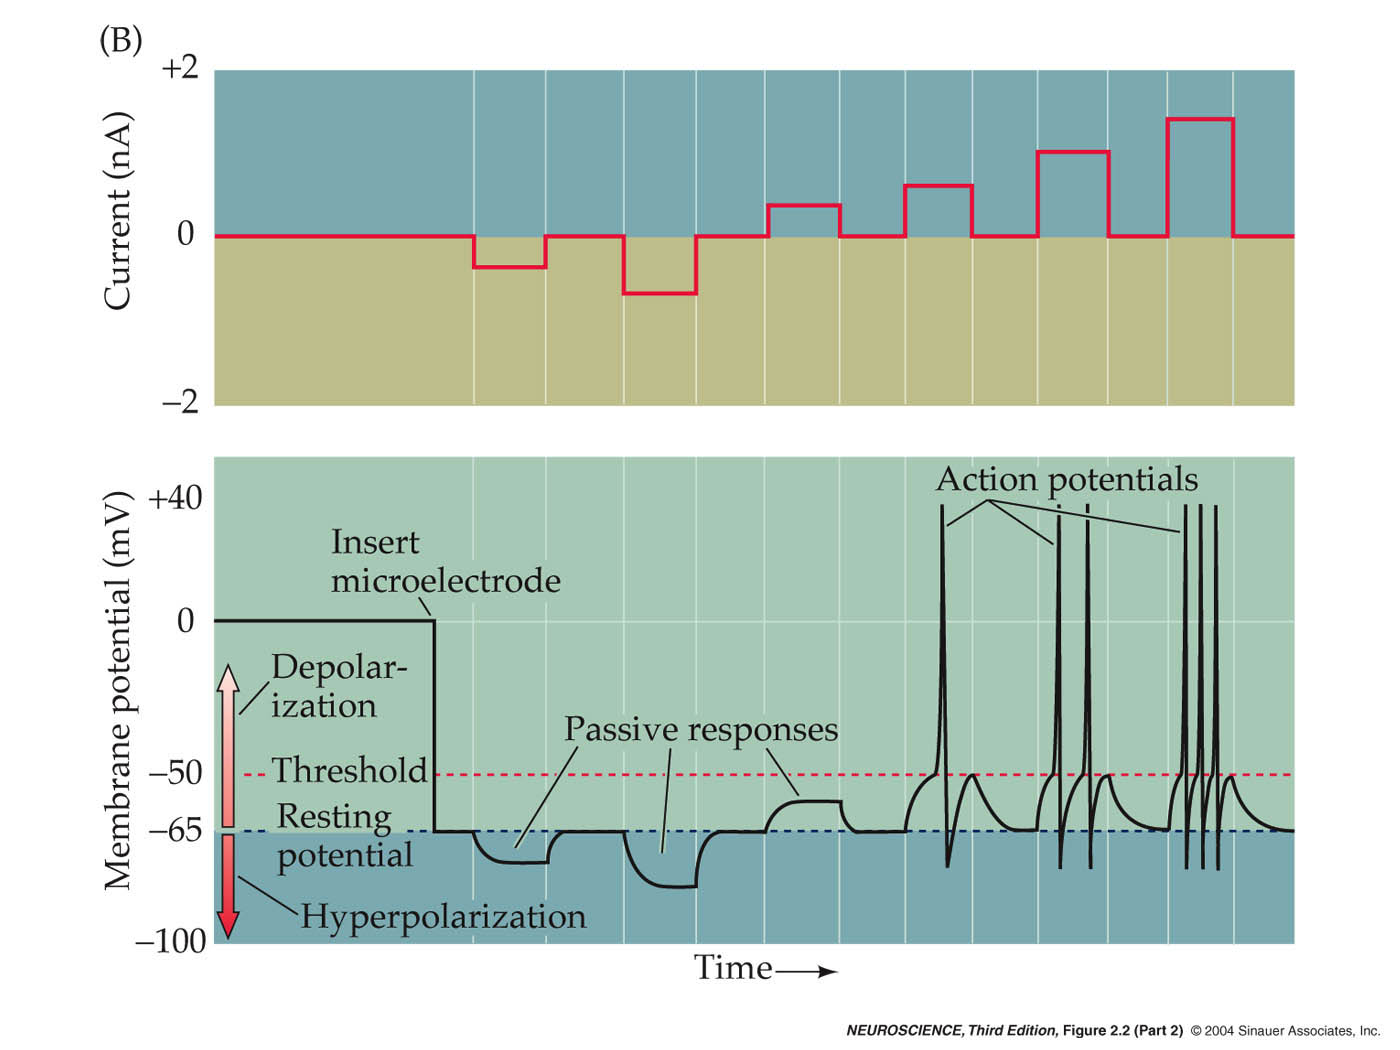 (B)
+2
Current (nA)
0
–2
+40
Membrane potential (mV)
Action potentials
Insert
microelectrode
0
Depolar-
ization
Passive responses
–50
Threshold
–65
Resting
potential
Hyperpolarization
–100
Time
NEUROSCIENCE, Third Edition, Figure 2.2 (Part 2) © 2004 Sinauer Associates, Inc.